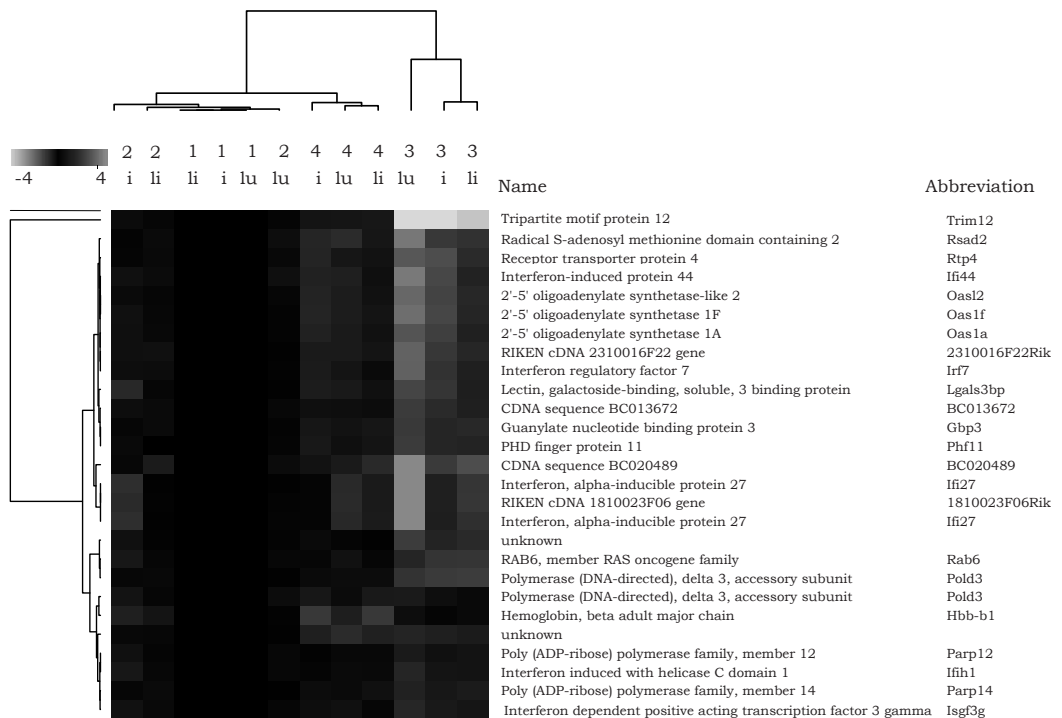 2 2 1 1 1 2 4 4 4 3 3 3
-4 4 i li li i lu lu i lu li lu i li
Name Abbreviation
Tripartite motif protein 12 Trim12
Radical S-adenosyl methionine domain containing 2 Rsad2
Receptor transporter protein 4 Rtp4
Interferon-induced protein 44 Ifi44
2'-5' oligoadenylate synthetase-like 2 Oasl2
2'-5' oligoadenylate synthetase 1F Oas1f
2'-5' oligoadenylate synthetase 1A Oas1a
RIKEN cDNA 2310016F22 gene 2310016F22Rik
Interferon regulatory factor 7 Irf7
Lectin, galactoside-binding, soluble, 3 binding protein Lgals3bp
CDNA sequence BC013672 BC013672
Guanylate nucleotide binding protein 3 Gbp3
PHD finger protein 11 Phf11
CDNA sequence BC020489 BC020489
Interferon, alpha-inducible protein 27 Ifi27
RIKEN cDNA 1810023F06 gene 1810023F06Rik
Interferon, alpha-inducible protein 27 Ifi27
unknown
RAB6, member RAS oncogene family Rab6
Polymerase (DNA-directed), delta 3, accessory subunit Pold3
Polymerase (DNA-directed), delta 3, accessory subunit Pold3
Hemoglobin, beta adult major chain Hbb-b1
unknown
Poly (ADP-ribose) polymerase family, member 12 Parp12
Interferon induced with helicase C domain 1 Ifih1
Poly (ADP-ribose) polymerase family, member 14 Parp14
Interferon dependent positive acting transcription factor 3 gamma Isgf3g